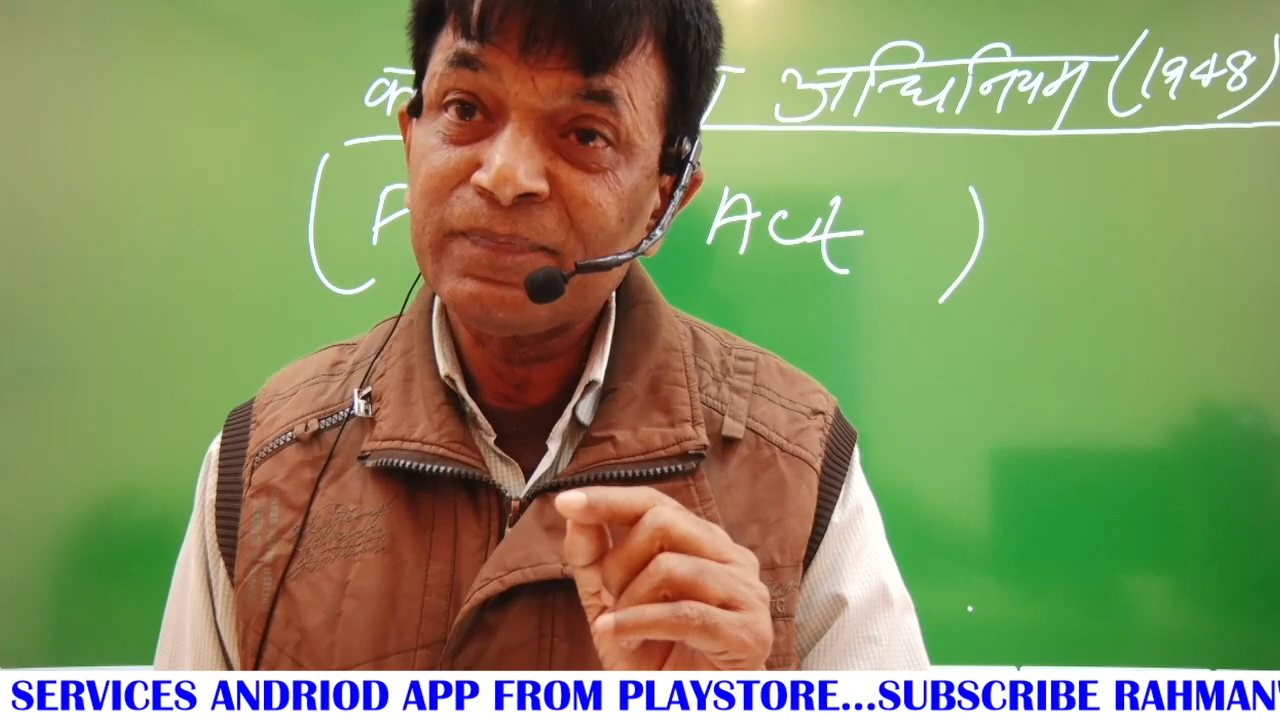 अधिनियम (1948)
( Act )
SERVICES ANDRIOD APP FROM PLAYSTORE...SUBSCRIBE RAHMAN'